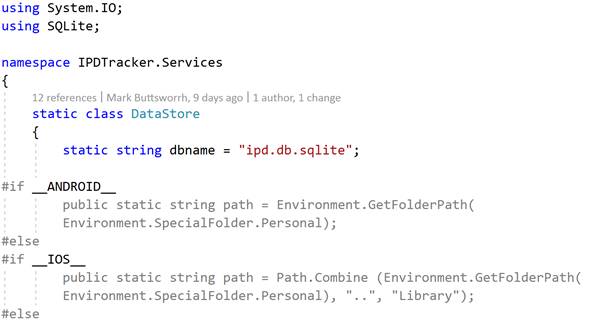 using System.IO;
using SQLite;
namespace IPDTracker.Services
{
12 references | Mark Buttsworrh, 9 days ago | 1 author, 1 change
static class DataStore
{
static string dbname = "ipd.db.sqlite";
#if __ANDROID__
public static string path = Environment.GetFolderPath(
Environment.SpecialFolder.Personal);
#else
#if __IOS__
public static string path = Path.Combine (Environment.GetFolderPath(
Environment.SpecialFolder.Personal), "..", "Library");
#else